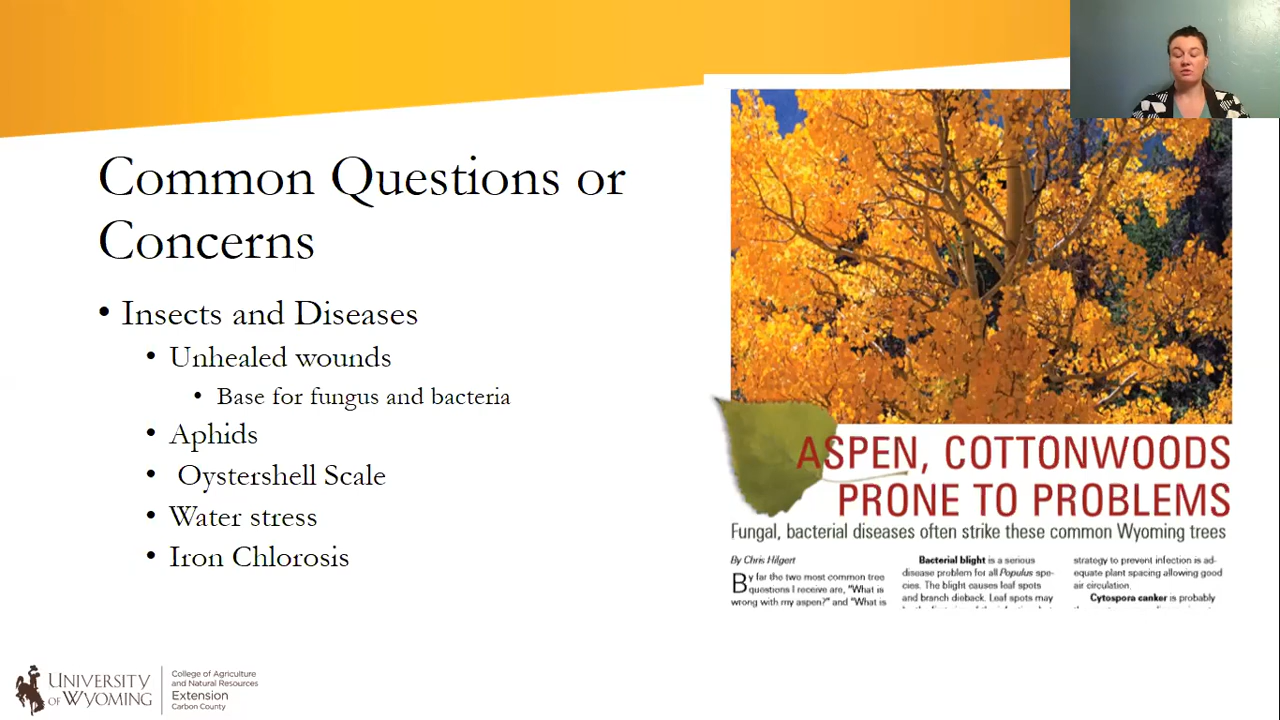 Common Questions or
Concerns
• Insects and Diseases
• Unhealed wounds
• Base for fungus and bacteria
• Aphids
• Oystershell Scale
• Water stress
• Iron Chlorosis
ASPEN, COTTONWOODS
PRONE TO PROBLEMS
Fungal, bacterial diseases often strike these common Wyoming trees
By Chris Hilgert
By far the two most common tree
questions I receive are, "What is
wrong with my aspen?" and "What is
Bacterial blight is a serious
disease problem for all Populus spe-
cies. The blight causes leaf spots
and branch dieback. Leaf spots may
strategy to prevent infection is ad-
equate plant spacing allowing good
air circulation.
Cytospora canker is probably
UNIVERSITY
OF WYOMING
College of Agriculture
and Natural Resources
Extension
Carbon County